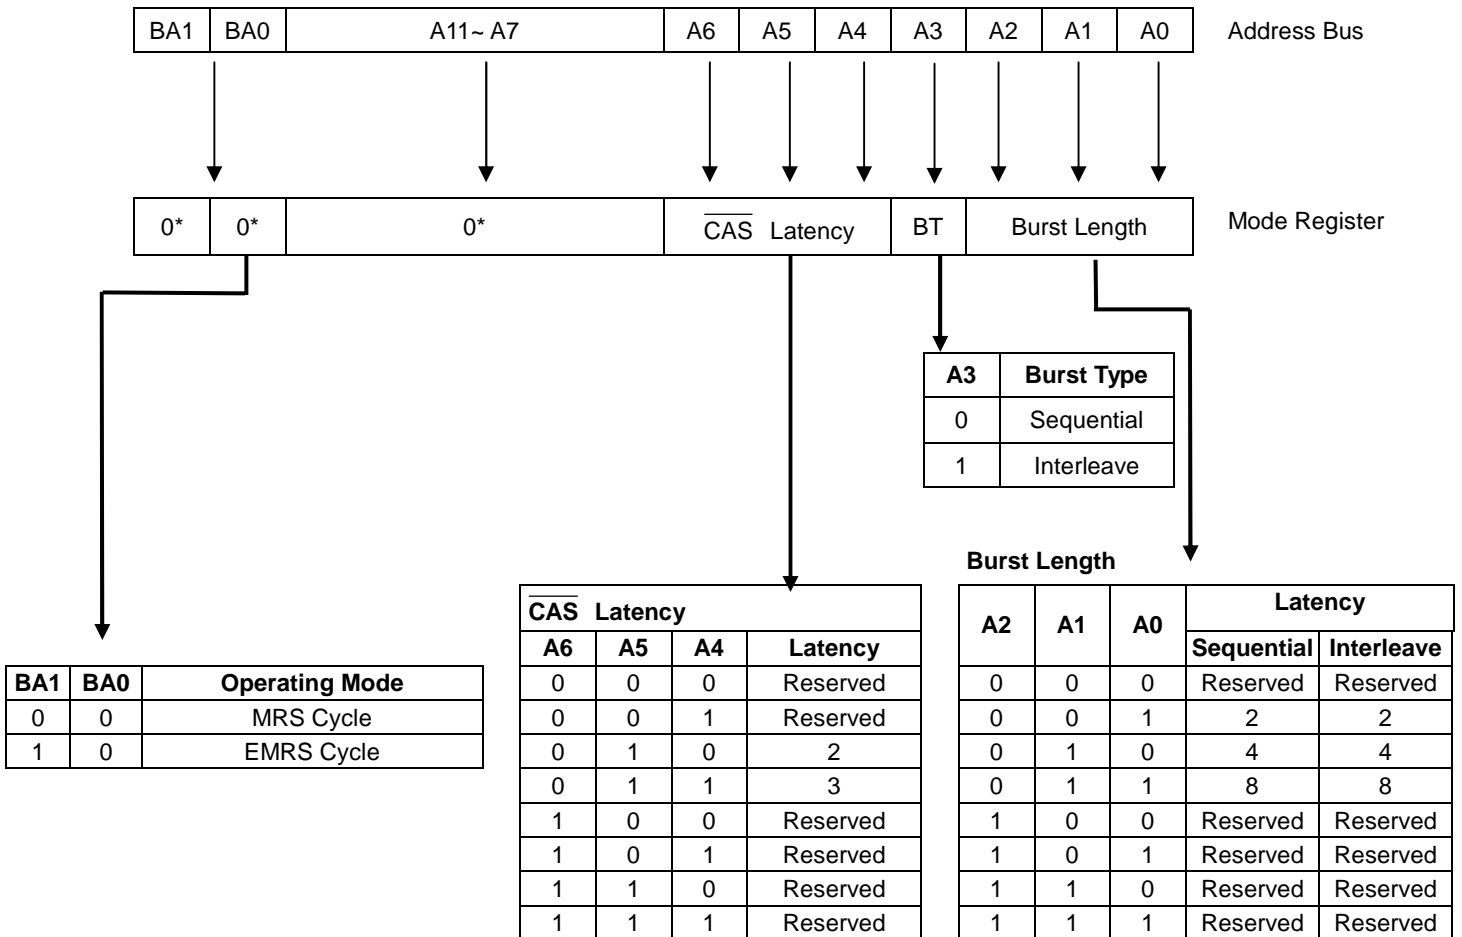 BA1 BA0 A11~ A7 A6 A5 A4 A3 A2 A1 A0 Address Bus
0* 0* 0* CAS Latency BT Burst Length Mode Register
A3 Burst Type
0 Sequential
1 Interleave
BA1 BA0 Operating Mode
0 0 MRS Cycle
1 0 EMRS Cycle
CAS Latency
A6 A5 A4 Latency
0 0 0 Reserved
0 0 1 Reserved
0 1 0 2
0 1 1 3
1 0 0 Reserved
1 0 1 Reserved
1 1 0 Reserved
1 1 1 Reserved
Burst Length
A2 A1 A0 Latency
Sequential Interleave
0 0 0 Reserved Reserved
0 0 1 2 2
0 1 0 4 4
0 1 1 8 8
1 0 0 Reserved Reserved
1 0 1 Reserved Reserved
1 1 0 Reserved Reserved
1 1 1 Reserved Reserved